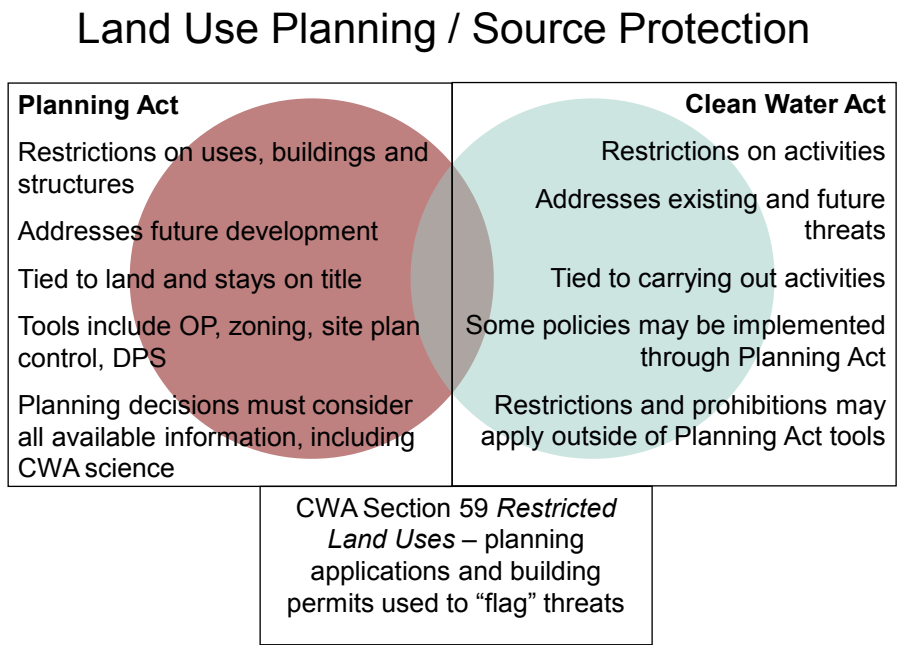 Land Use Planning / Source Protection
Planning Act
Restrictions on uses, buildings and
structures
Addresses future development
Tied to land and stays on title
Tools include OP, zoning, site plan
control, DPS
Planning decisions must consider
all available information, including
CWA science
Clean Water Act
Restrictions on activities
Addresses existing and future
threats
Tied to carrying out activities
Some policies may be implemented
through Planning Act
Restrictions and prohibitions may
apply outside of Planning Act tools
CWA Section 59 Restricted
Land Uses – planning
applications and building
permits used to “flag” threats